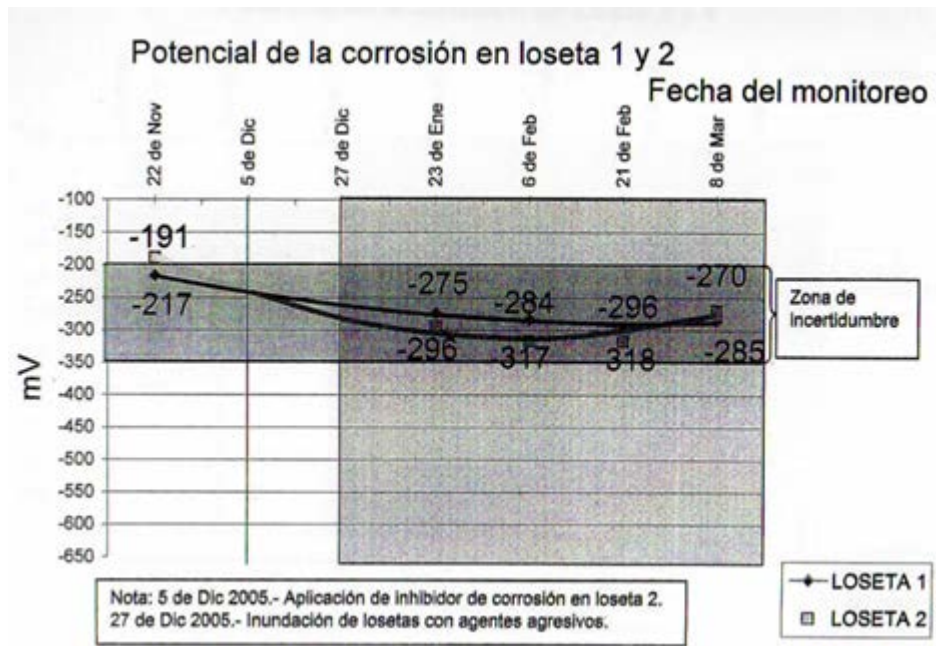 Potencial de la corrosión en loseta 1 y 2
Fecha del monitoreo
22 de Nov
5 de Dic
27 de Dic
23 de Ene
6 de Feb
21 de Feb
8 de Mar
mV
-100
-150
-200
-250
-300
-350
-400
-450
-500
-550
-600
-650
-191
-217
-275
-284
-296
-270
-296
-317
-318
-285
Zona de
Incertidumbre
Nota: 5 de Dic 2005.- Aplicación de inhibidor de corrosión en loseta 2.
27 de Dic 2005.- Inundación de losetas con agentes agresivos.
LOSETA 1
LOSETA 2